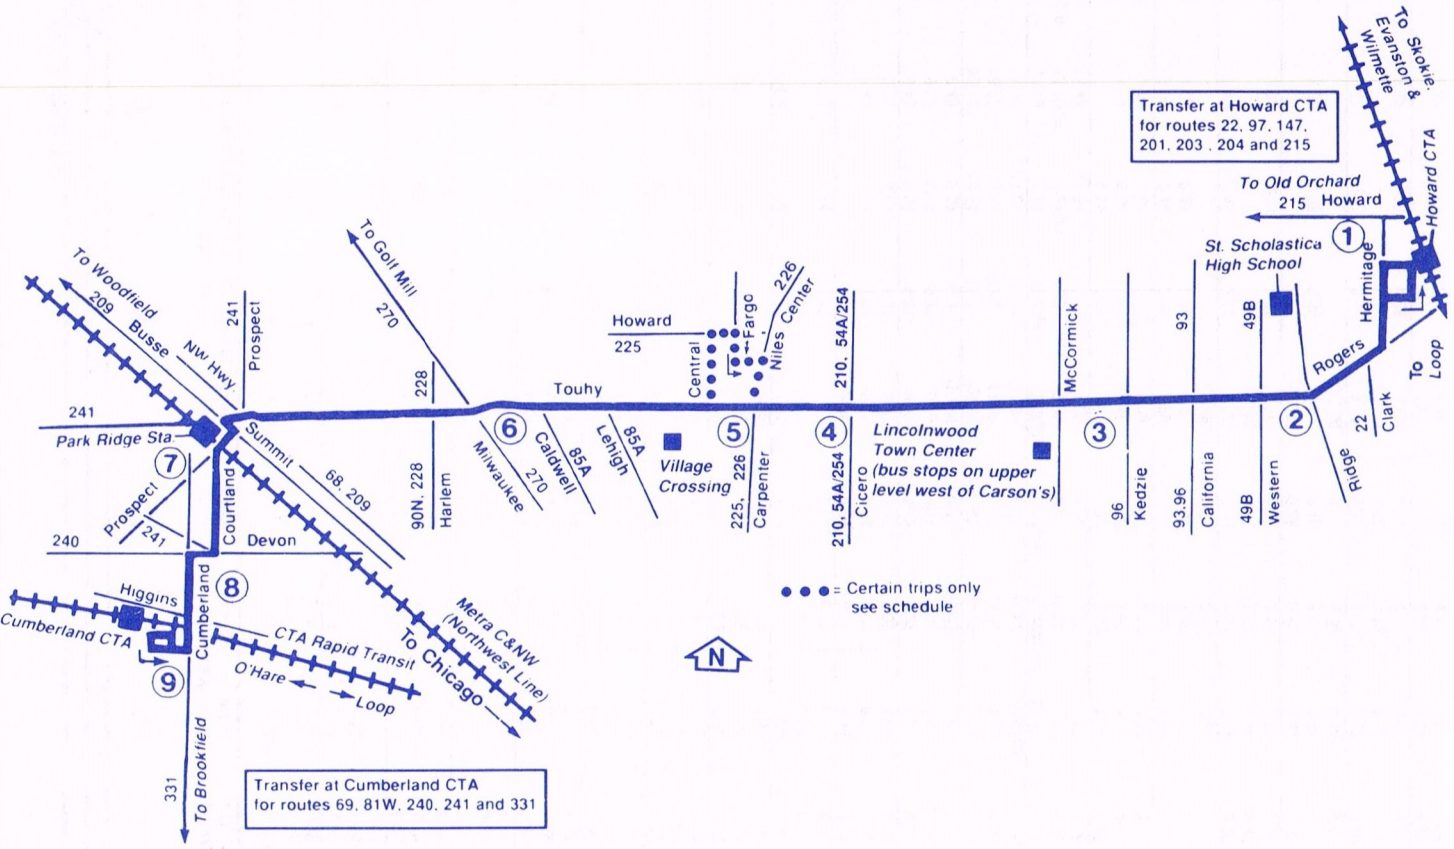 To Skokie,
Evanston &
Wilmette
Transfer at Howard CTA
for routes 22, 97, 147,
201, 203, 204 and 215
Howard CTA
To Old Orchard
215 Howard
1
St. Scholastica
High School
Hermitage
To
Loop
Rogers
22
Clark
2
Ridge
49B
49B
Western
93
93,96
California
96
Kedzie
McCormick
3
Lincolnwood
Town Center
(bus stops on upper
level west of Carson's)
210, 54A/254
210, 54A/254
Cicero
4
226
Niles Center
Fargo
Central
Howard
225
5
225, 226
Carpenter
Village
Crossing
Touhy
85A
Lehigh
85A
Caldwell
6
To Golf Mill
270
Milwaukee
270
228
90N, 228
Harlem
241
Prospect
To Woodfield
209 Busse
NW Hwy
241
Park Ridge Sta.
Summit
68, 209
7
Prospect
241
Courtland
240
Devon
8
Cumberland
Higgins
Cumberland CTA
9
CTA Rapid Transit
O'Hare
Loop
Metra C&NW
(Northwest Line)
To Chicago
331
To Brookfield
Transfer at Cumberland CTA
for routes 69, 81W, 240, 241 and 331
= Certain trips only
see schedule
N